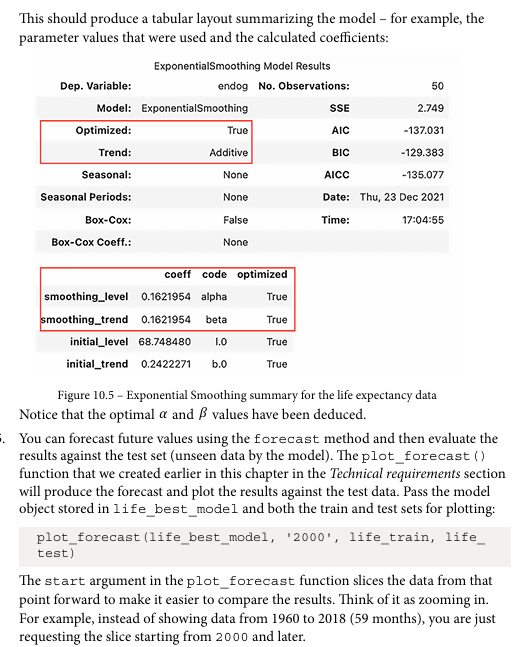 This should produce a tabular layout summarizing the model – for example, the
parameter values that were used and the calculated coefficients:
ExponentialSmoothing Model Results
Dep. Variable: endog No. Observations: 50
Model: ExponentialSmoothing SSE 2.749
Optimized: True AIC -137.031
Trend: Additive BIC -129.383
Seasonal: None AICC -135.077
Seasonal Periods: None Date: Thu, 23 Dec 2021
Box-Cox: False Time: 17:04:55
Box-Cox Coeff.: None
coeff code optimized
smoothing_level 0.1621954 alpha True
smoothing_trend 0.1621954 beta True
initial_level 68.748480 l.0 True
initial_trend 0.2422271 b.0 True
Figure 10.5 – Exponential Smoothing summary for the life expectancy data
Notice that the optimal α and β values have been deduced.
You can forecast future values using the forecast method and then evaluate the
results against the test set (unseen data by the model). The plot_forecast()
function that we created earlier in this chapter in the Technical requirements section
will produce the forecast and plot the results against the test data. Pass the model
object stored in life_best_model and both the train and test sets for plotting:
plot_forecast(life_best_model, '2000', life_train, life_
test)
The start argument in the plot_forecast function slices the data from that
point forward to make it easier to compare the results. Think of it as zooming in.
For example, instead of showing data from 1960 to 2018 (59 months), you are just
requesting the slice starting from 2000 and later.